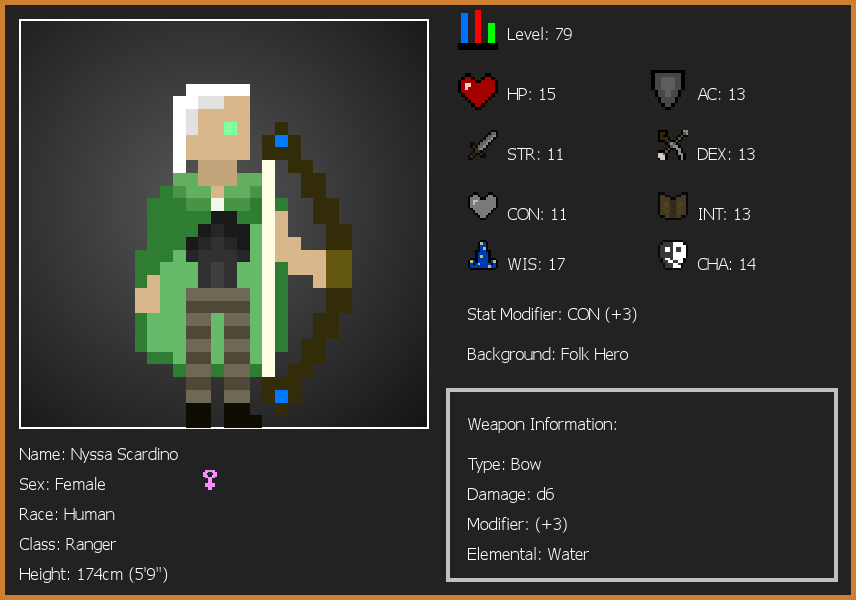 Level: 79
HP: 15
AC: 13
STR: 11
DEX: 13
CON: 11
INT: 13
WIS: 17
CHA: 14
Stat Modifier: CON (+3)
Background: Folk Hero
Weapon Information:
Type: Bow
Damage: d6
Modifier: (+3)
Elemental: Water
Name: Nyssa Scardino
Sex: Female
Race: Human
Class: Ranger
Height: 174cm (5'9")